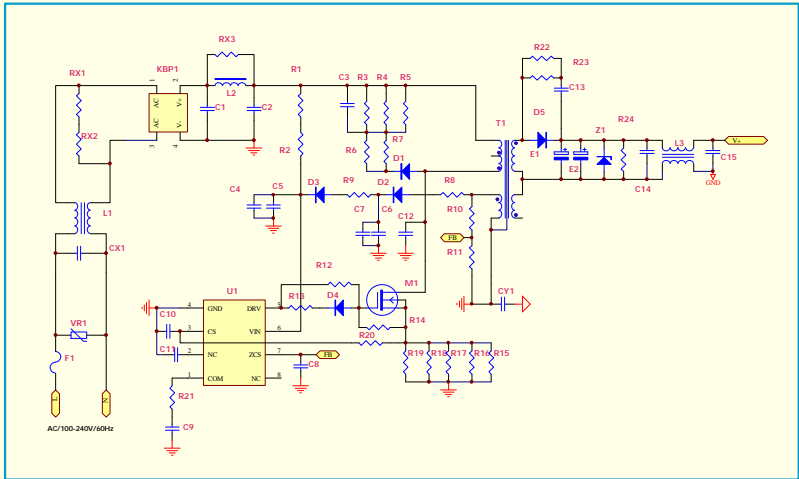 RX3
KBP1
RX1
1
2
AC
V+
AC
V-
3
4
RX2
L2
C1
C2
R1
R2
C3
R3
R4
R5
R6
R7
D1
T1
R22
R23
C13
D5
E1
E2
Z1
R24
C14
L3
V+
C15
GND
L1
CX1
C4
C5
D3
R9
D2
C7
C6
C12
R8
R10
FB
R11
CY1
U1
R12
R13
D4
M1
R14
R20
C10
C11
4
GND
DRV
5
3
CS
VIN
6
2
NC
ZCS
7
FB
1
COM
NC
8
C8
R19
R18
R17
R16
R15
VR1
F1
R21
C9
L
N
AC/100-240V/60Hz